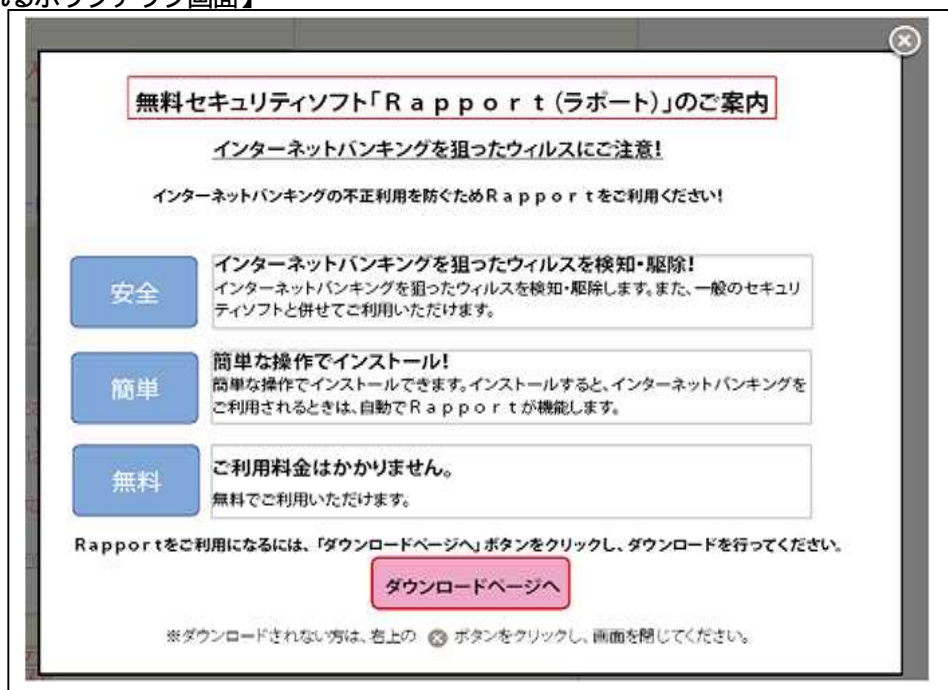 るポップアップ画面】
無料セキュリティソフト「Rapport(ラポート)」のご案内
インターネットバンキングを狙ったウィルスにご注意!
インターネットバンキングの不正利用を防ぐためRapportをご利用ください!
安全
インターネットバンキングを狙ったウィルスを検知・駆除!
インターネットバンキングを狙ったウィルスを検知・駆除します。また、一般のセキュリ
ティソフトと併せてご利用いただけます。
簡単
簡単な操作でインストール!
簡単な操作でインストールできます。インストールすると、インターネットバンキングを
ご利用されるときは、自動でRapportが機能します。
無料
ご利用料金はかかりません。
無料でご利用いただけます。
Rapportをご利用になるには、「ダウンロードページへ」ボタンをクリックし、ダウンロードを行ってください。
ダウンロードページへ
※ダウンロードされない方は、右上の ボタンをクリックし、画面を閉じてください。